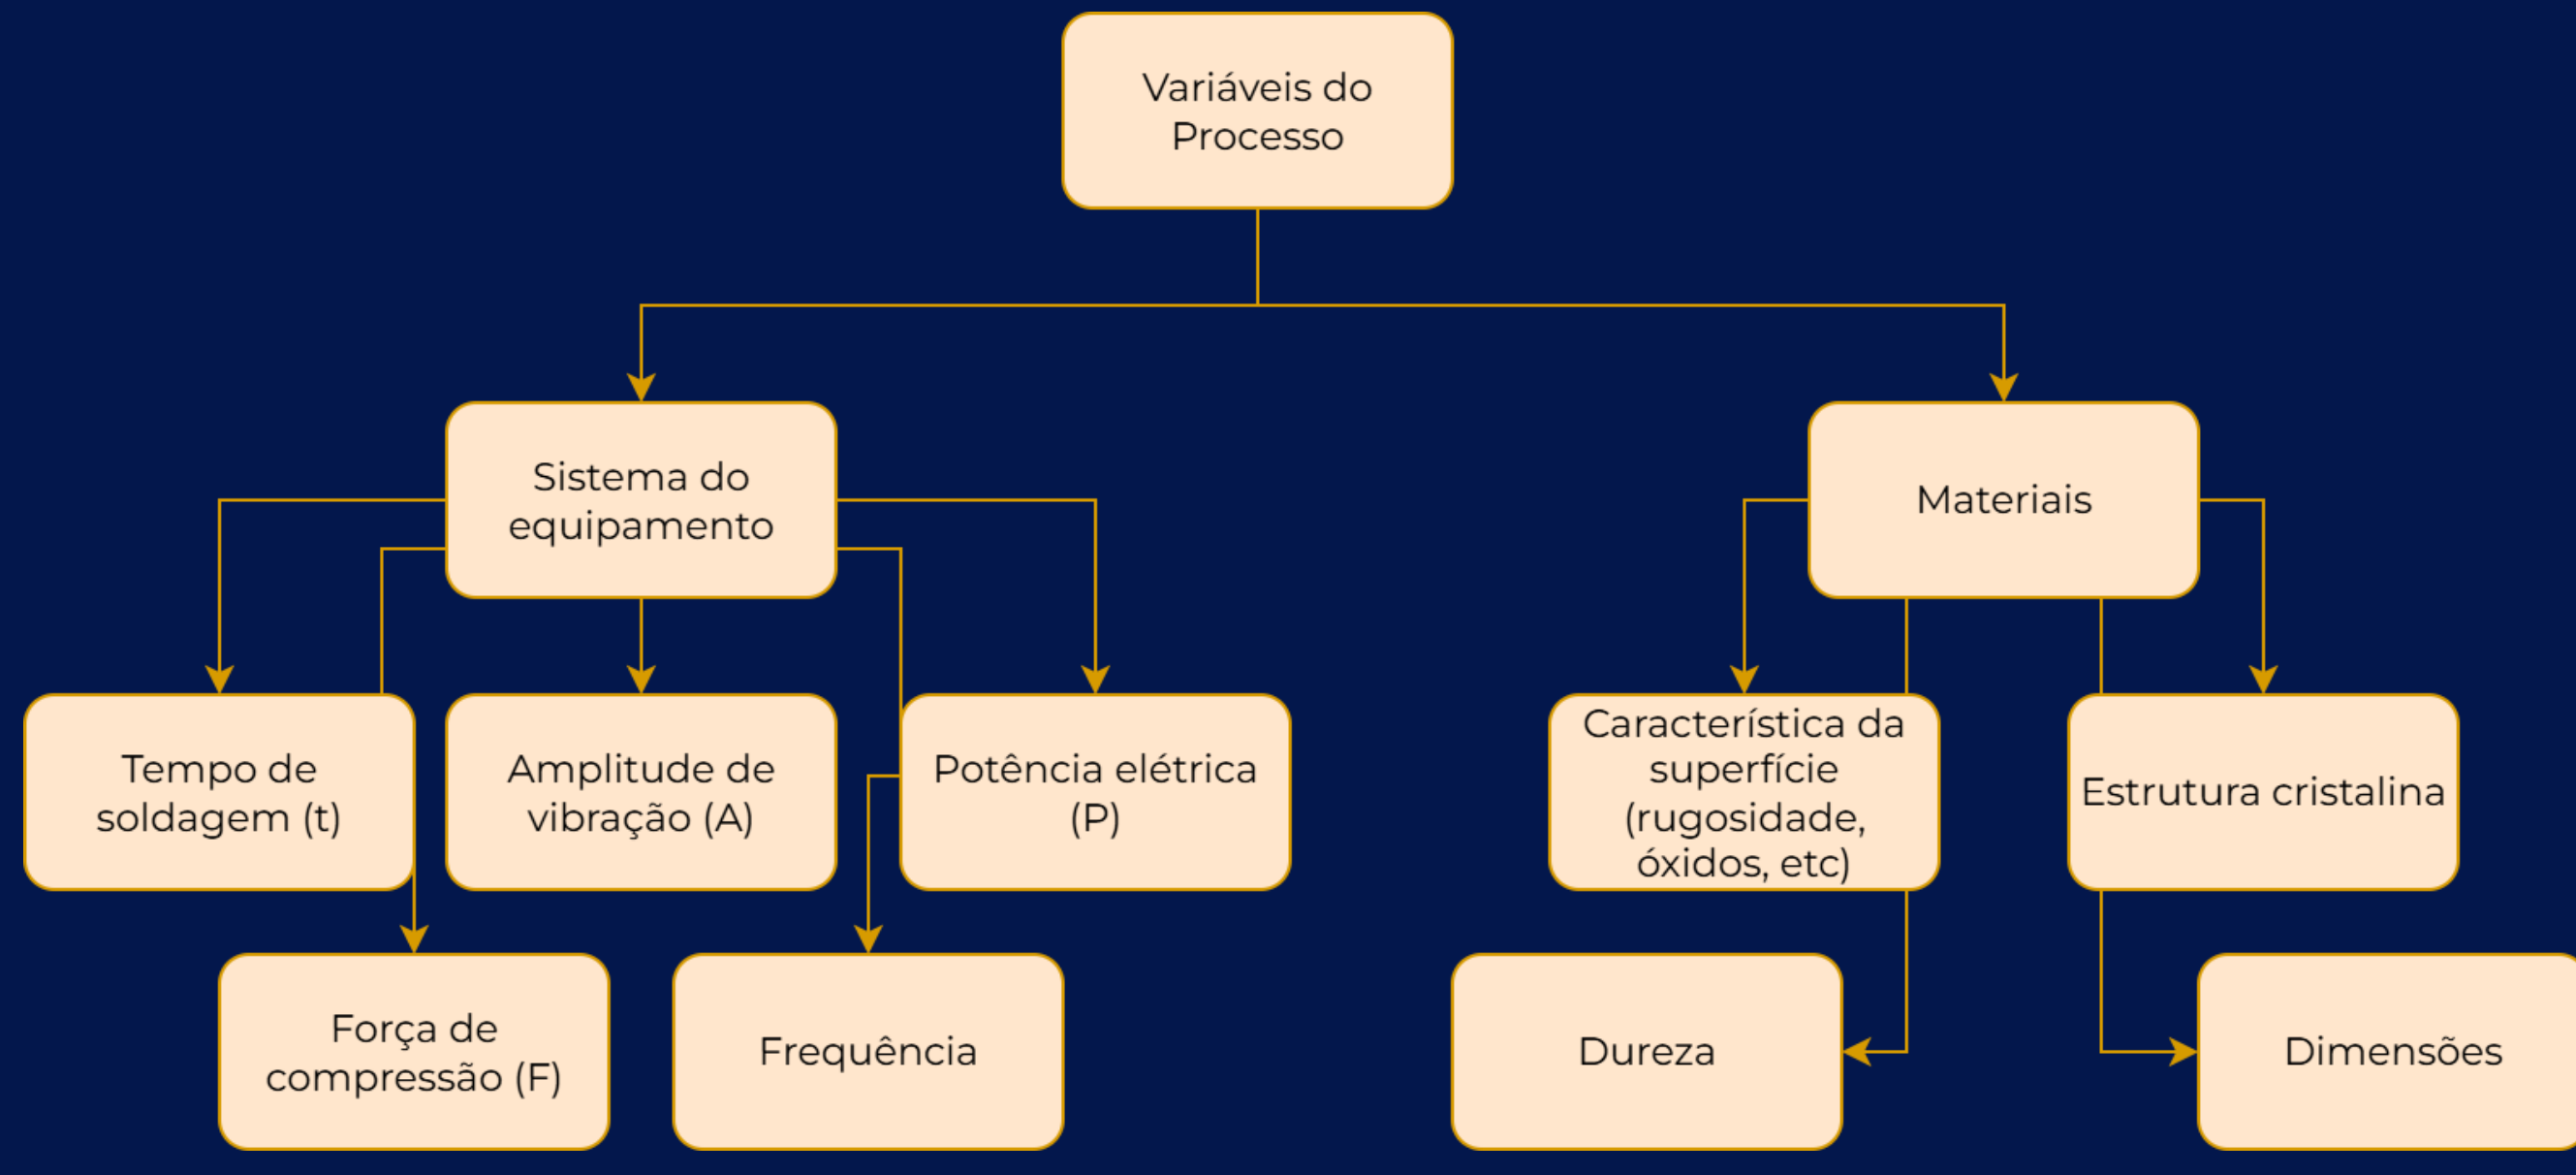 Variáveis do
Processo
Sistema do
equipamento
Materiais
Tempo de
soldagem (t)
Amplitude de
vibração (A)
Potência elétrica
(P)
Característica da
superfície
(rugosidade,
óxidos, etc)
Estrutura cristalina
Força de
compressão (F)
Frequência
Dureza
Dimensões